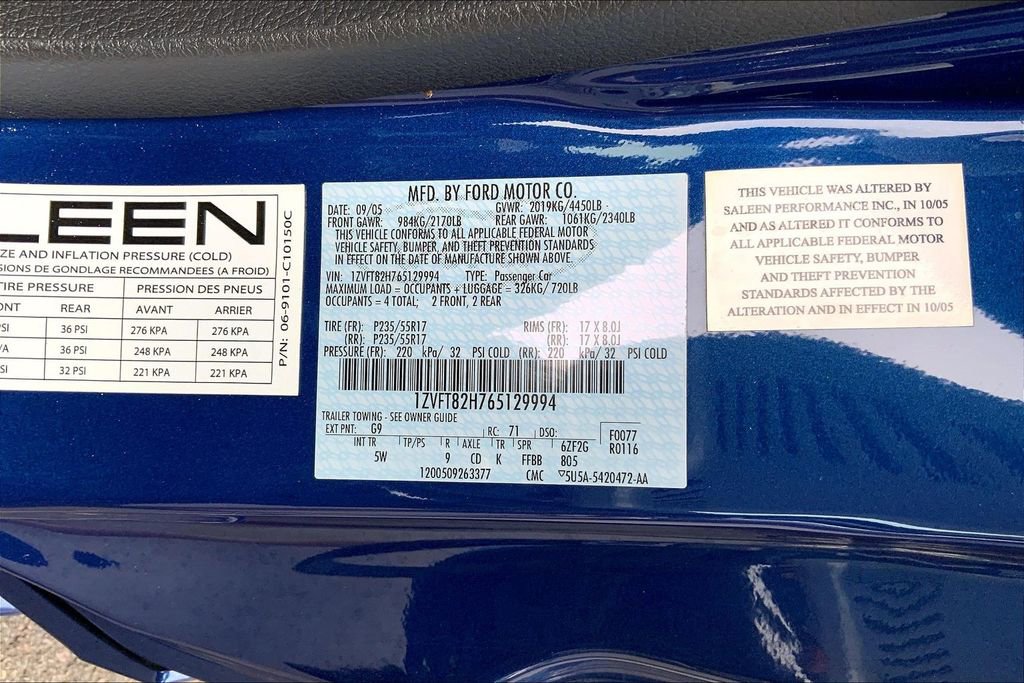 LEEN
ZE AND INFLATION PRESSURE (COLD)
SIONS DE GONDLAGE RECOMMANDEES (A FROID)
TIRE PRESSURE PRESSION DES PNEUS
ONT REAR AVANT ARRIER
SI 36 PSI 276 KPA 276 KPA
/A 36 PSI 248 KPA 248 KPA
SI 32 PSI 221 KPA 221 KPA
P/N: 06-9101-C10150C
MFD. BY FORD MOTOR CO.
DATE: 09/05 GVWR: 2019KG/4450LB
FRONT GAWR: 984KG/2170LB REAR GAWR: 1061KG/2340LB
THIS VEHICLE CONFORMS TO ALL APPLICABLE FEDERAL MOTOR
VEHICLE SAFETY, BUMPER, AND THEFT PREVENTION STANDARDS
IN EFFECT ON THE DATE OF MANUFACTURE SHOWN ABOVE.
VIN: 1ZVFT82H765129994 TYPE: Passenger Car
MAXIMUM LOAD = OCCUPANTS + LUGGAGE = 326KG/720LB
OCCUPANTS = 4 TOTAL; 2 FRONT, 2 REAR
TIRE (FR): P235/55R17 RIMS (FR): 17 X 8.0J
(RR): P235/55R17 (RR): 17 X 8.0J
PRESSURE (FR): 220 kPa/ 32 PSI COLD (RR): 220 kPa/ 32 PSI COLD
1ZVFT82H765129994
TRAILER TOWING - SEE OWNER GUIDE
EXT PNT: G9 RC: 71 DSO: F0077
INT TR TP/PS R AXLE TR SPR 6ZF2G R0116
5W 9 CD K FFBB 805
1200509263377 CMC ▽5U5A-5420472-AA
THIS VEHICLE WAS ALTERED BY
SALEEN PERFORMANCE INC., IN 10/05
AND AS ALTERED IT CONFORMS TO
ALL APPLICABLE FEDERAL MOTOR
VEHICLE SAFETY, BUMPER
AND THEFT PREVENTION
STANDARDS AFFECTED BY THE
ALTERATION AND IN EFFECT IN 10/05